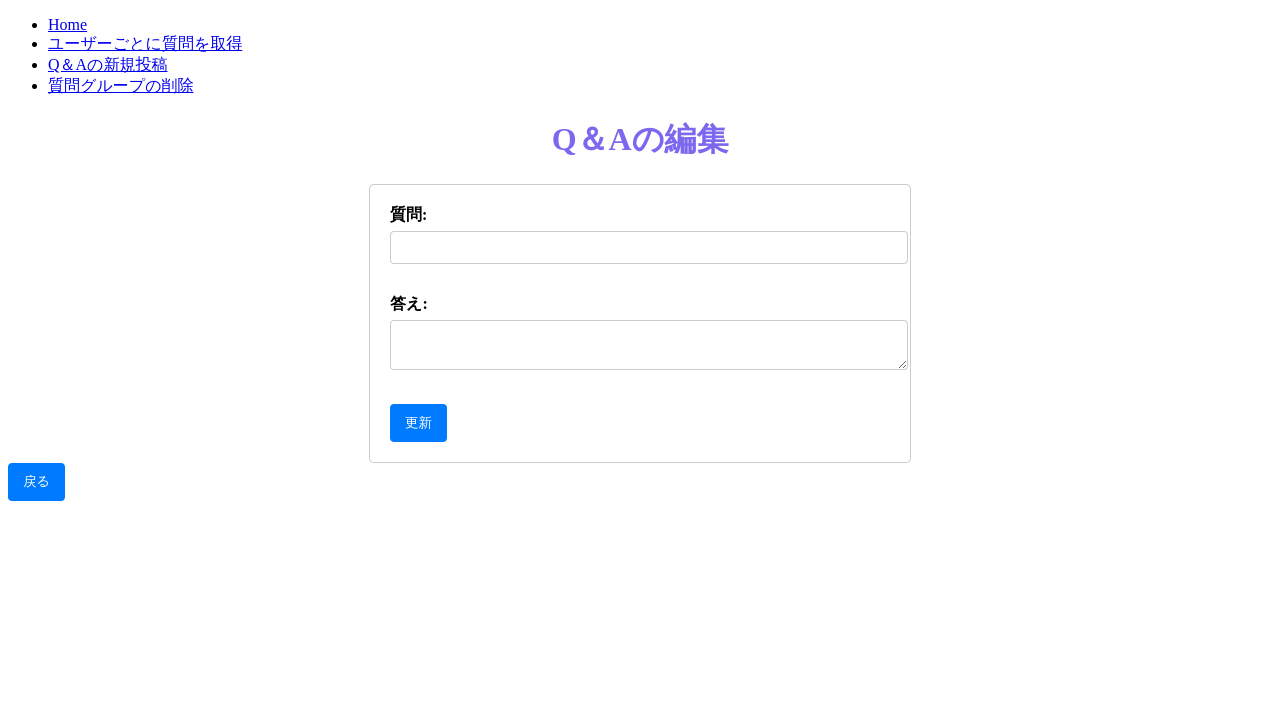 Home
ユーザーごとに質問を取得
Q＆Aの新規投稿
質問グループの削除
Q＆Aの編集
質問:
答え:
更新
戻る